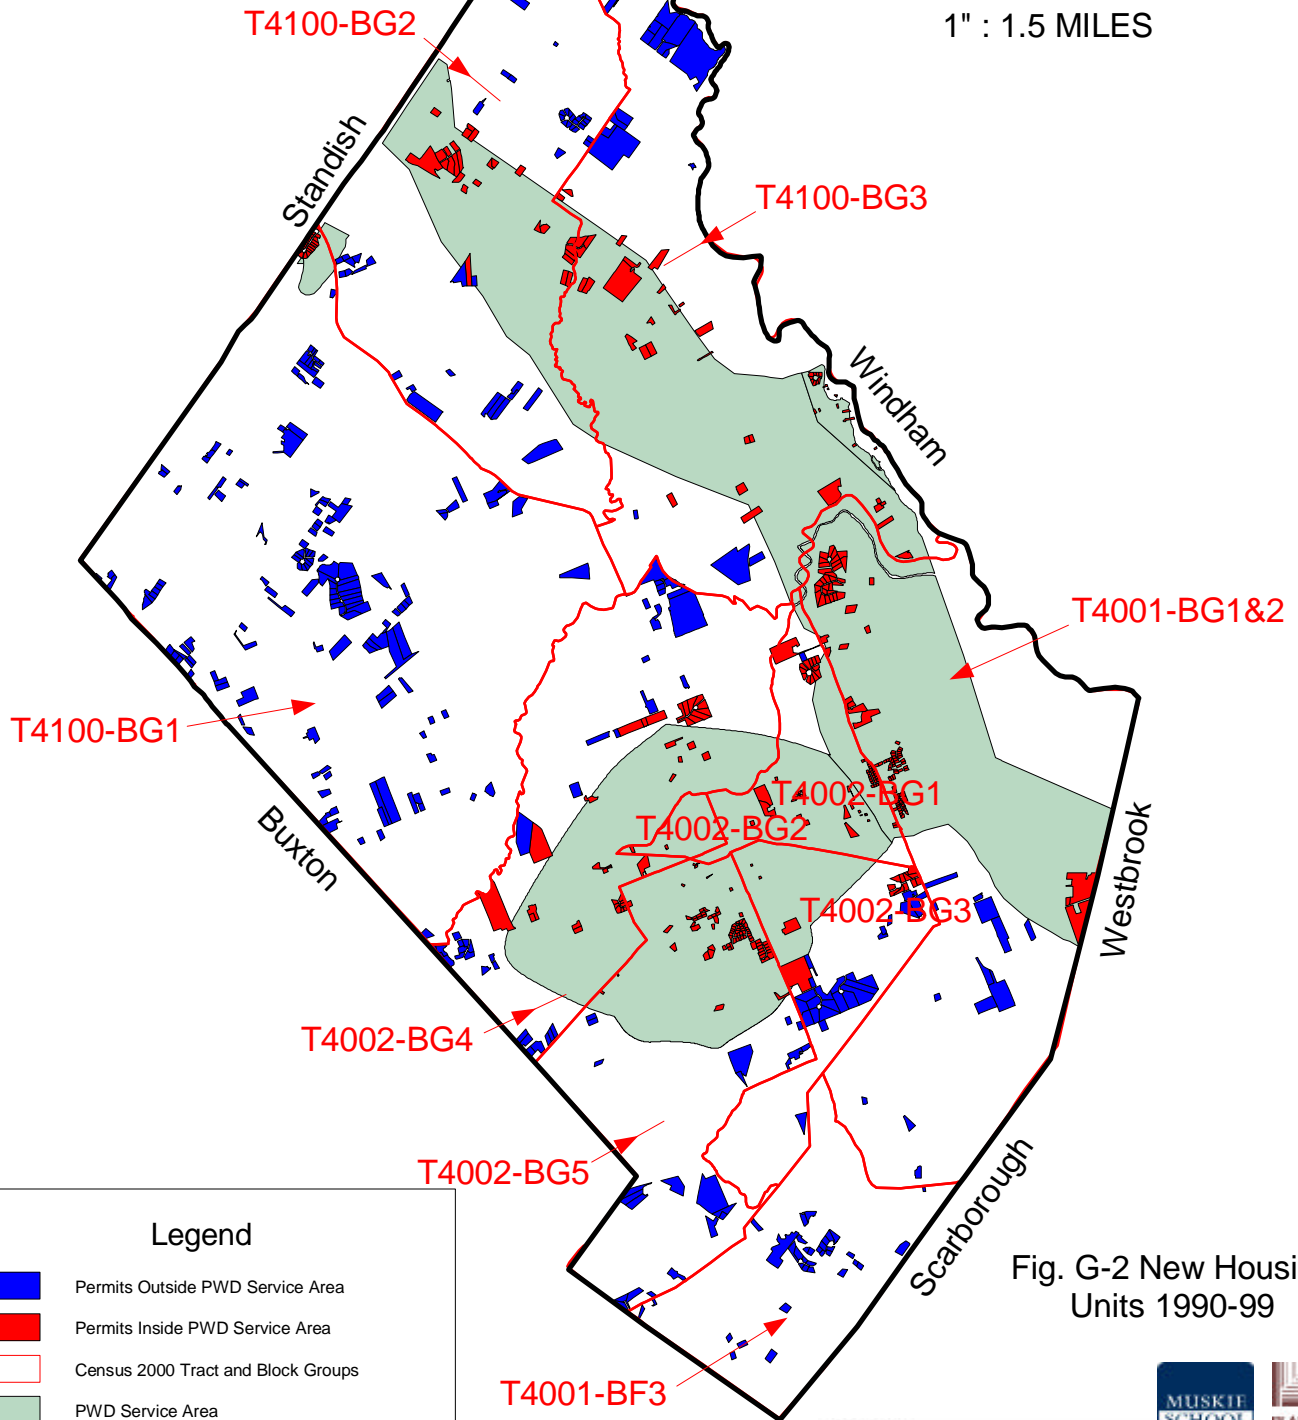 T4100-BG2
1" : 1.5 MILES
Standish
T4100-BG3
Windham
T4001-BG1&2
T4100-BG1
Buxton
T4002-BG1
T4002-BG2
Westbrook
T4002-BG3
T4002-BG4
T4002-BG5
Scarborough
Legend
Permits Outside PWD Service Area
Permits Inside PWD Service Area
Census 2000 Tract and Block Groups
PWD Service Area
Fig. G-2 New Housi
Units 1990-99
T4001-BF3
MUSKIE
SCHOOL